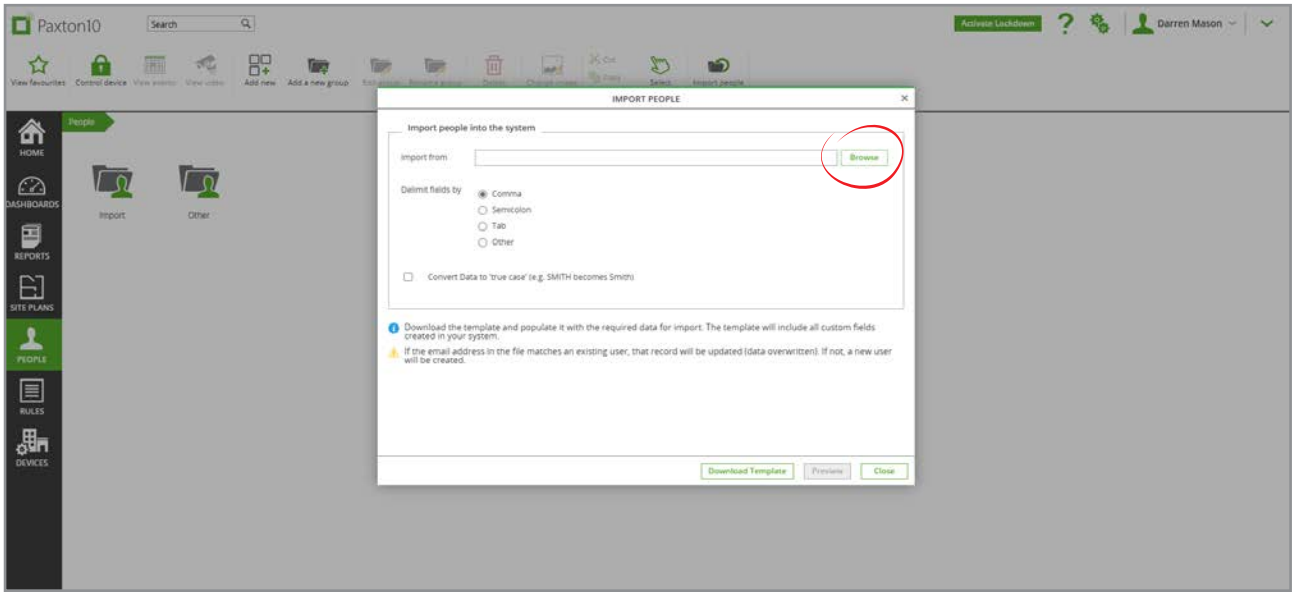 Paxton10
Search
Activate Lockdown
?
Darren Mason
View favourites
Control device
View events
View video
Add new
Add a new group
Delete
Change image
Cut
Copy
Select
Import people
IMPORT PEOPLE
×
People
HOME
DASHBOARDS
REPORTS
SITE PLANS
PEOPLE
RULES
DEVICES
Import
Other
Import people into the system
Import from
Browse
Delimit fields by
Comma
Semicolon
Tab
Other
Convert Data to 'true case' (e.g. SMITH becomes Smith)
Download the template and populate it with the required data for import. The template will include all custom fields
created in your system.
If the email address in the file matches an existing user, that record will be updated (data overwritten). If not, a new user
will be created.
Download Template
Preview
Close